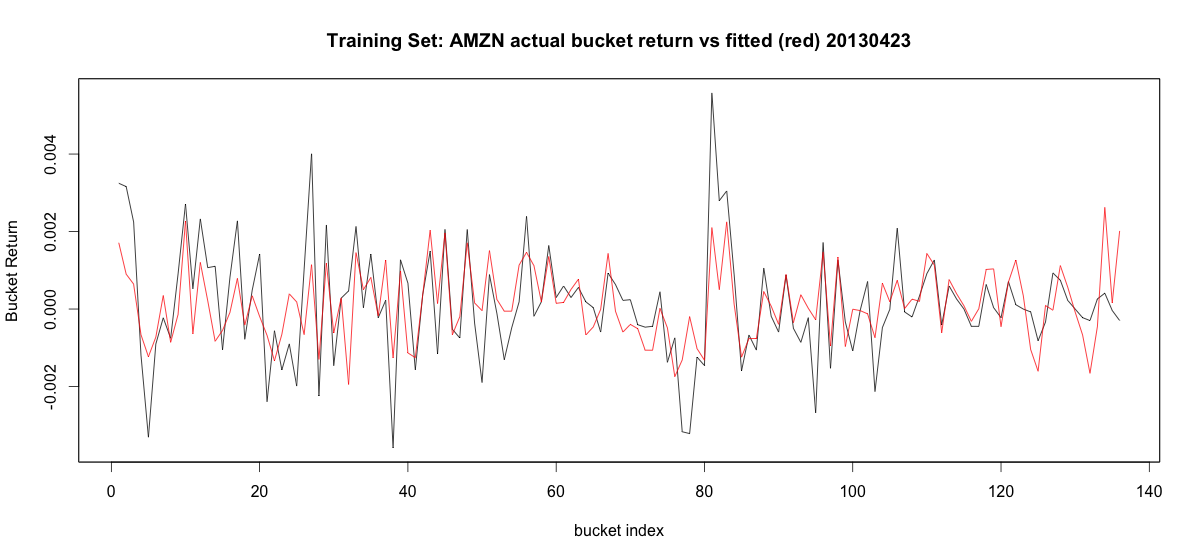 Training Set: AMZN actual bucket return vs fitted (red) 20130423
Bucket Return
0.004
0.002
0.000
-0.002
0 20 40 60 80 100 120 140
bucket index